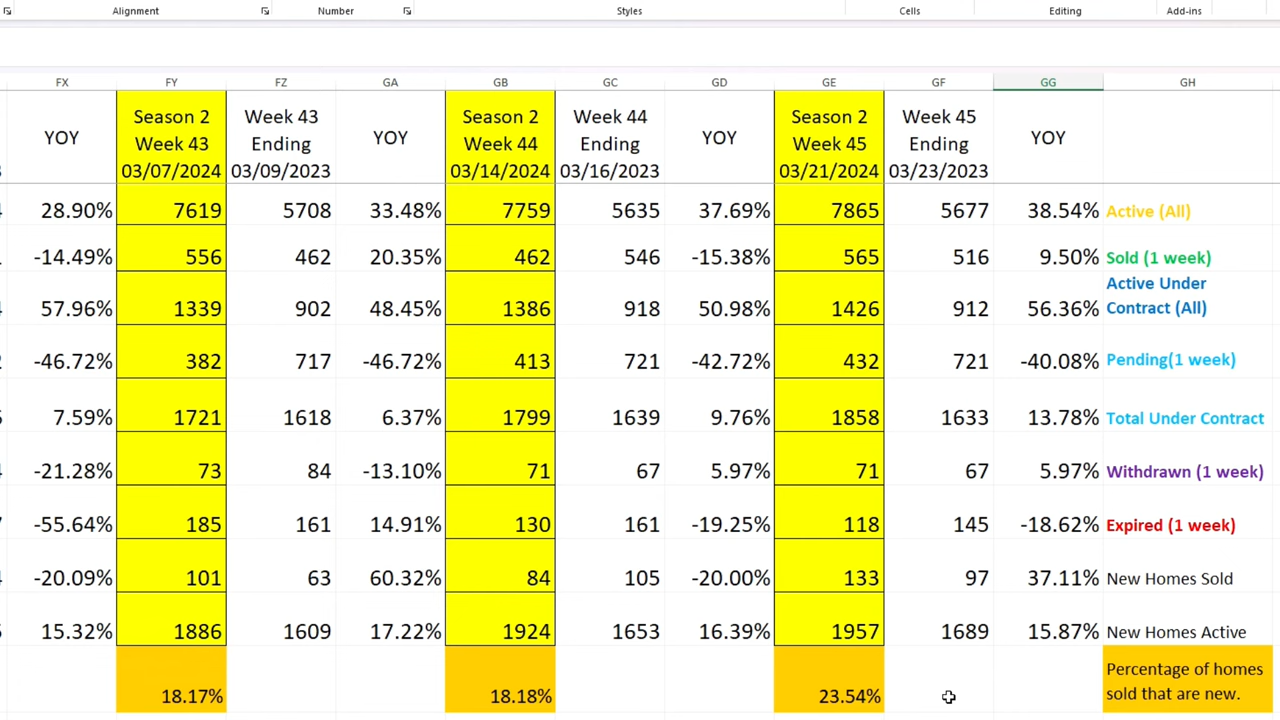 Alignment Number Styles Cells Editing Add-ins
FX FY FZ GA GB GC GD GE GF GG GH
YOY Season 2 Week 43 YOY Season 2 Week 44 YOY Season 2 Week 45 YOY
Week 43 Ending Week 44 Ending Week 45 Ending
03/07/2024 03/09/2023 03/14/2024 03/16/2023 03/21/2024 03/23/2023
28.90% 7619 5708 33.48% 7759 5635 37.69% 7865 5677 38.54% Active (All)
-14.49% 556 462 20.35% 462 546 -15.38% 565 516 9.50% Sold (1 week)
57.96% 1339 902 48.45% 1386 918 50.98% 1426 912 56.36% Active Under
Contract (All)
-46.72% 382 717 -46.72% 413 721 -42.72% 432 721 -40.08% Pending(1 week)
7.59% 1721 1618 6.37% 1799 1639 9.76% 1858 1633 13.78% Total Under Contract
-21.28% 73 84 -13.10% 71 67 5.97% 71 67 5.97% Withdrawn (1 week)
-55.64% 185 161 14.91% 130 161 -19.25% 118 145 -18.62% Expired (1 week)
-20.09% 101 63 60.32% 84 105 -20.00% 133 97 37.11% New Homes Sold
15.32% 1886 1609 17.22% 1924 1653 16.39% 1957 1689 15.87% New Homes Active
18.17% 18.18% 23.54% Percentage of homes
sold that are new.